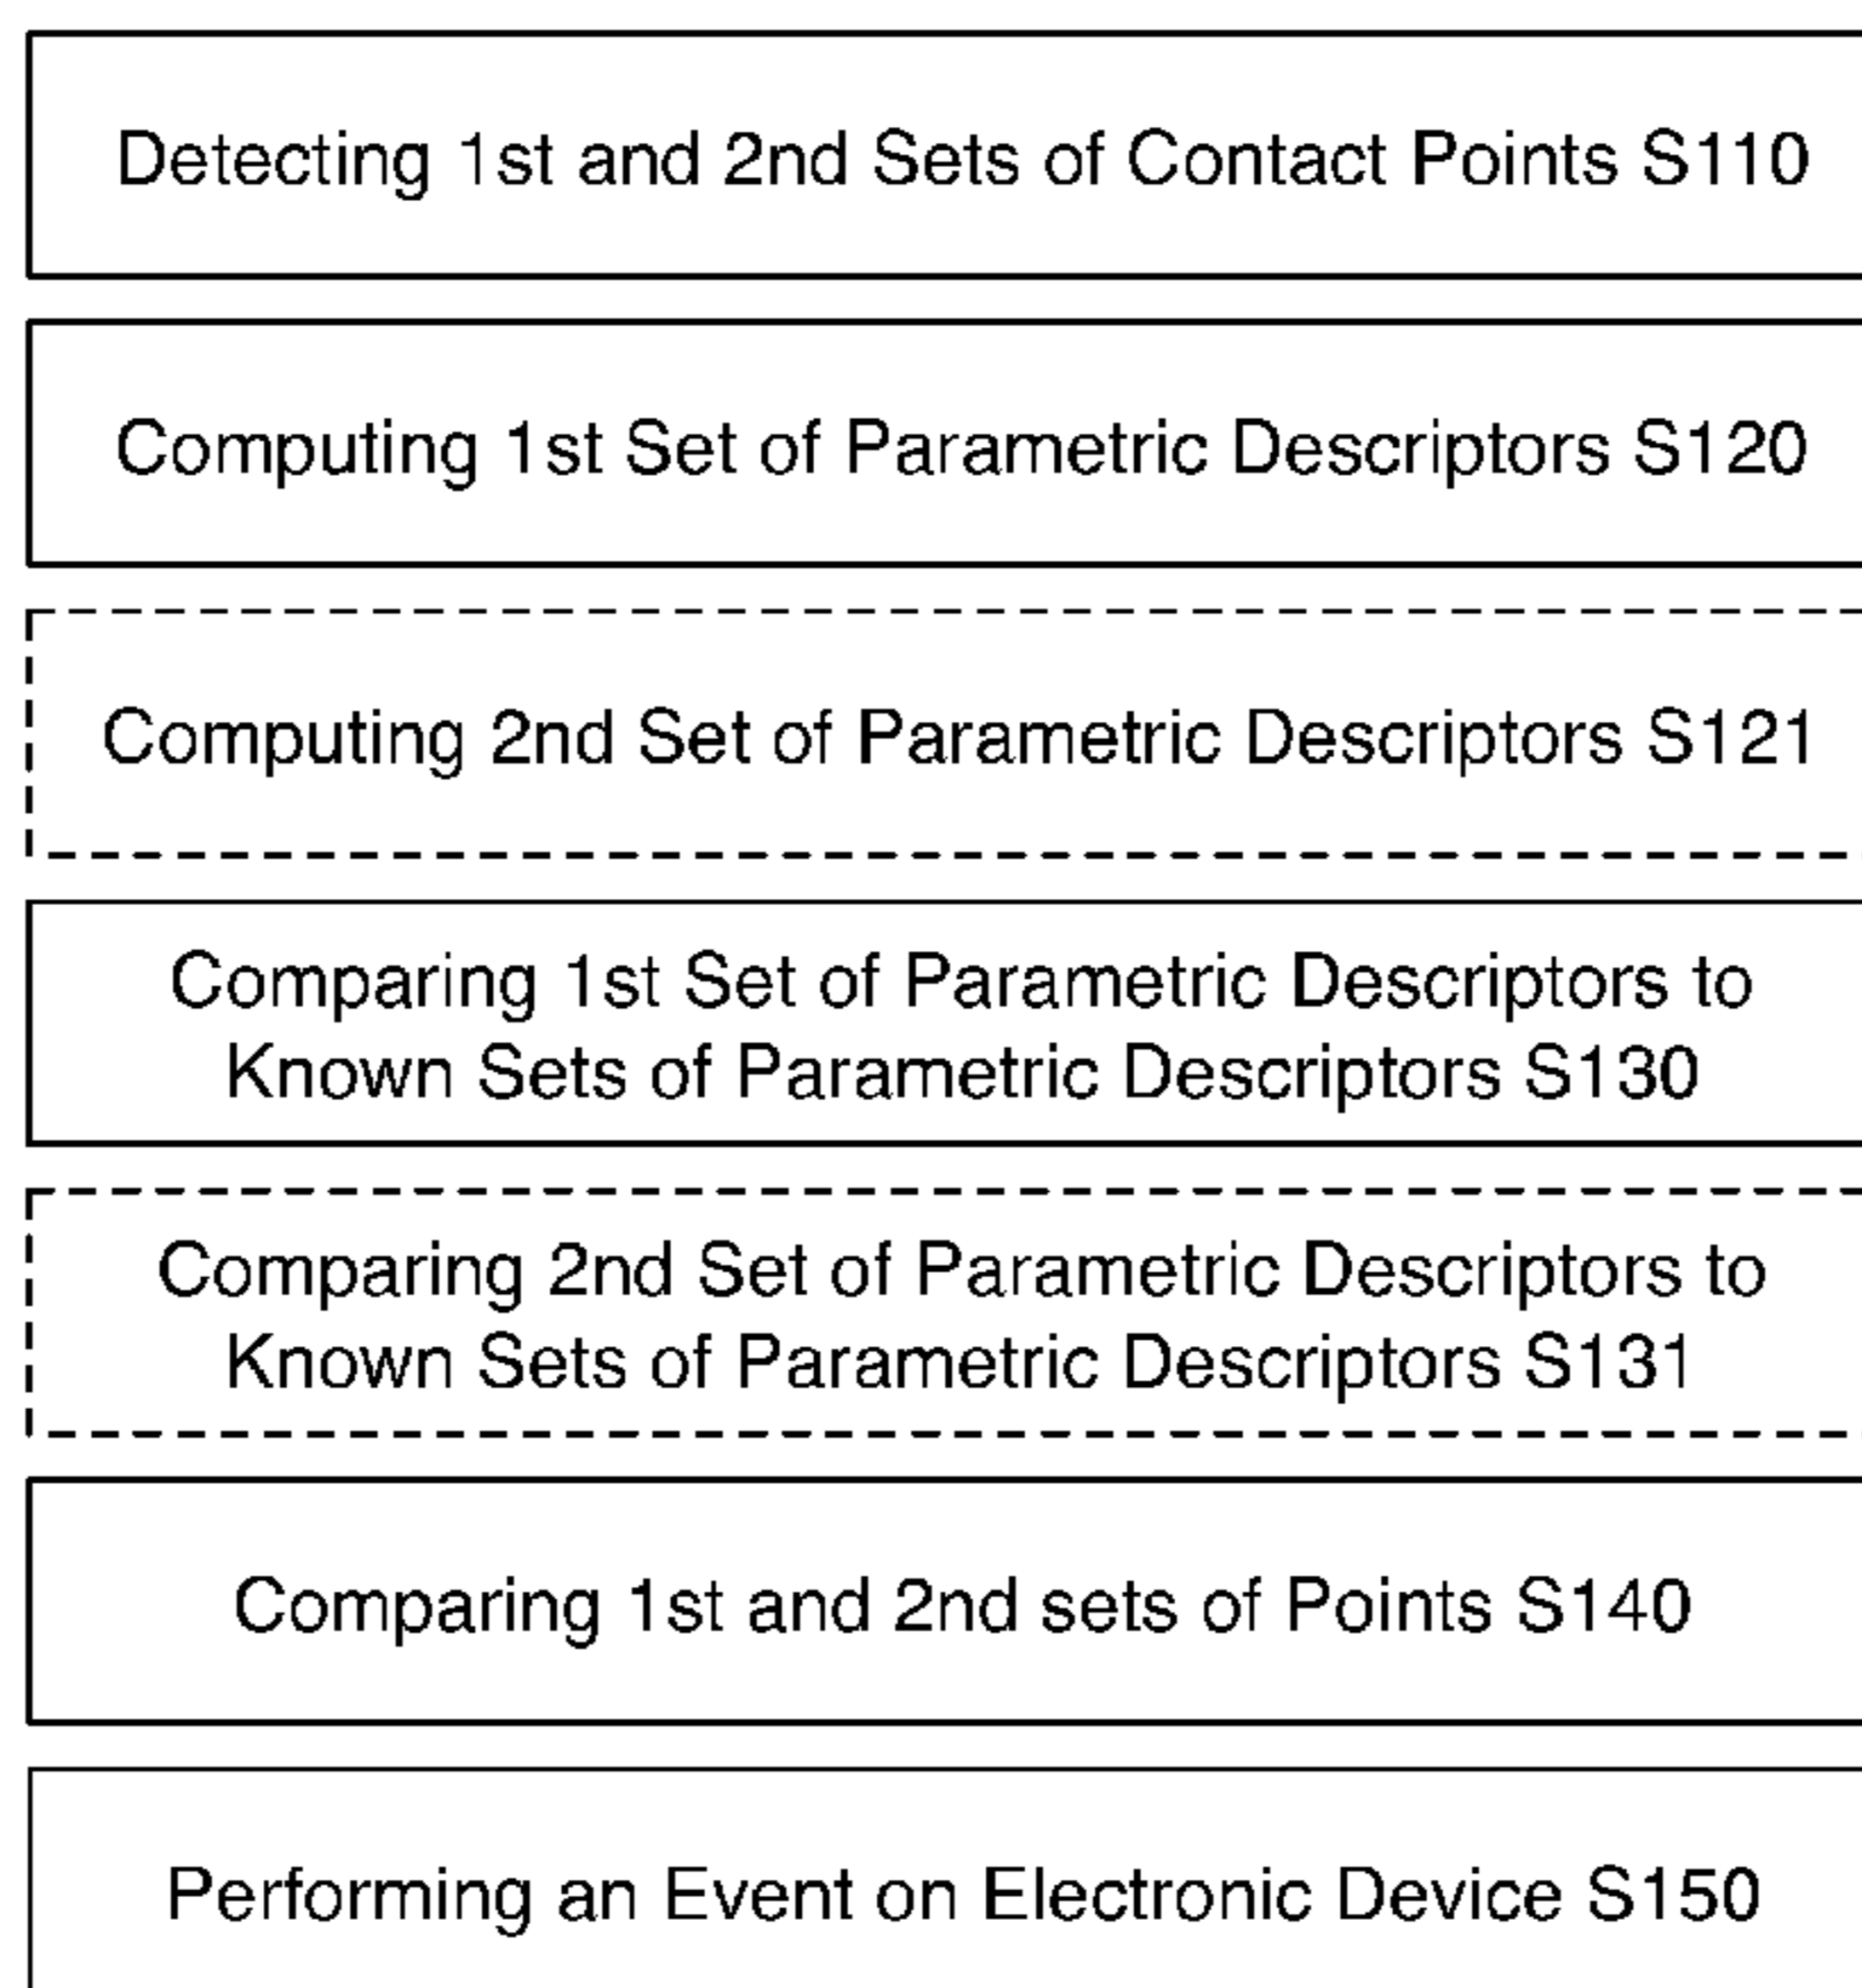 Detecting 1st and 2nd Sets of Contact Points S110
Computing 1st Set of Parametric Descriptors S120
Computing 2nd Set of Parametric Descriptors S121
Comparing 1st Set of Parametric Descriptors to
Known Sets of Parametric Descriptors S130
Comparing 2nd Set of Parametric Descriptors to
Known Sets of Parametric Descriptors S131
Comparing 1st and 2nd sets of Points S140
Performing an Event on Electronic Device S150